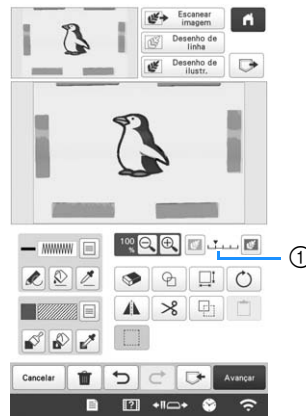 Escanear
imagem
Desenho de
linha
Desenho de
ilustr.
100
%
①
Cancelar
Avançar